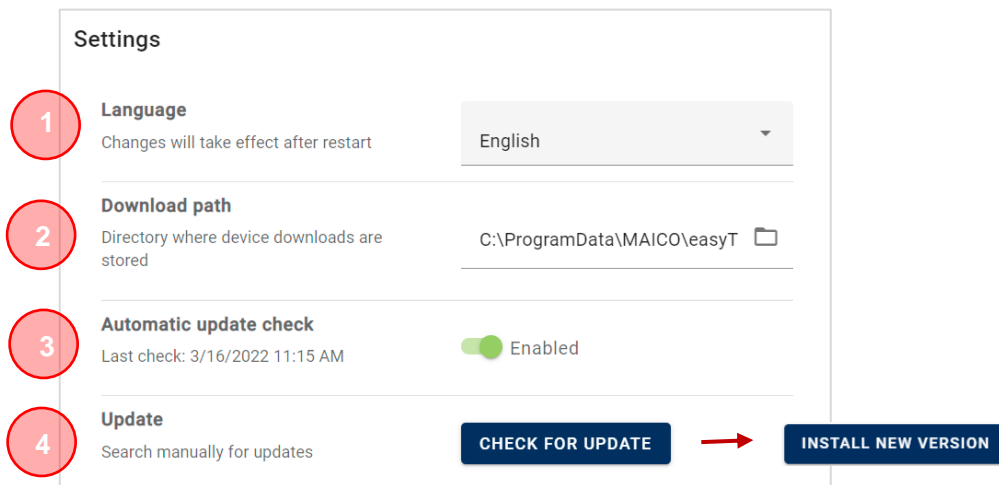 Settings
1
Language
Changes will take effect after restart
English
2
Download path
Directory where device downloads are
stored
C:\ProgramData\MAICO\easyT
3
Automatic update check
Last check: 3/16/2022 11:15 AM
Enabled
4
Update
Search manually for updates
CHECK FOR UPDATE
INSTALL NEW VERSION